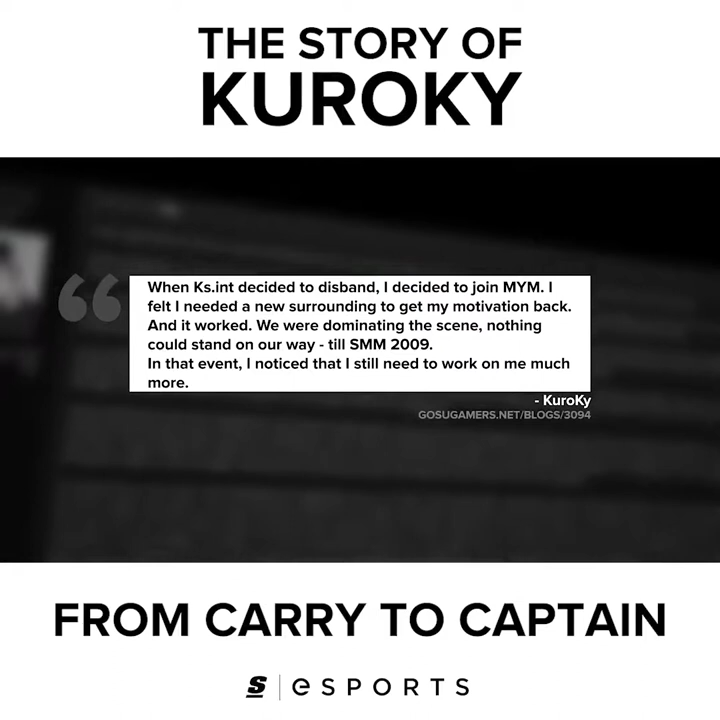 THE STORY OF
KUROKY
“
When Ks.int decided to disband, I decided to join MYM. I
felt I needed a new surrounding to get my motivation back.
And it worked. We were dominating the scene, nothing
could stand on our way - till SMM 2009.
In that event, I noticed that I still need to work on me much
more.
- KuroKy
GOSUGAMERS.NET/BLOGS/3094
FROM CARRY TO CAPTAIN
S | eSPORTS